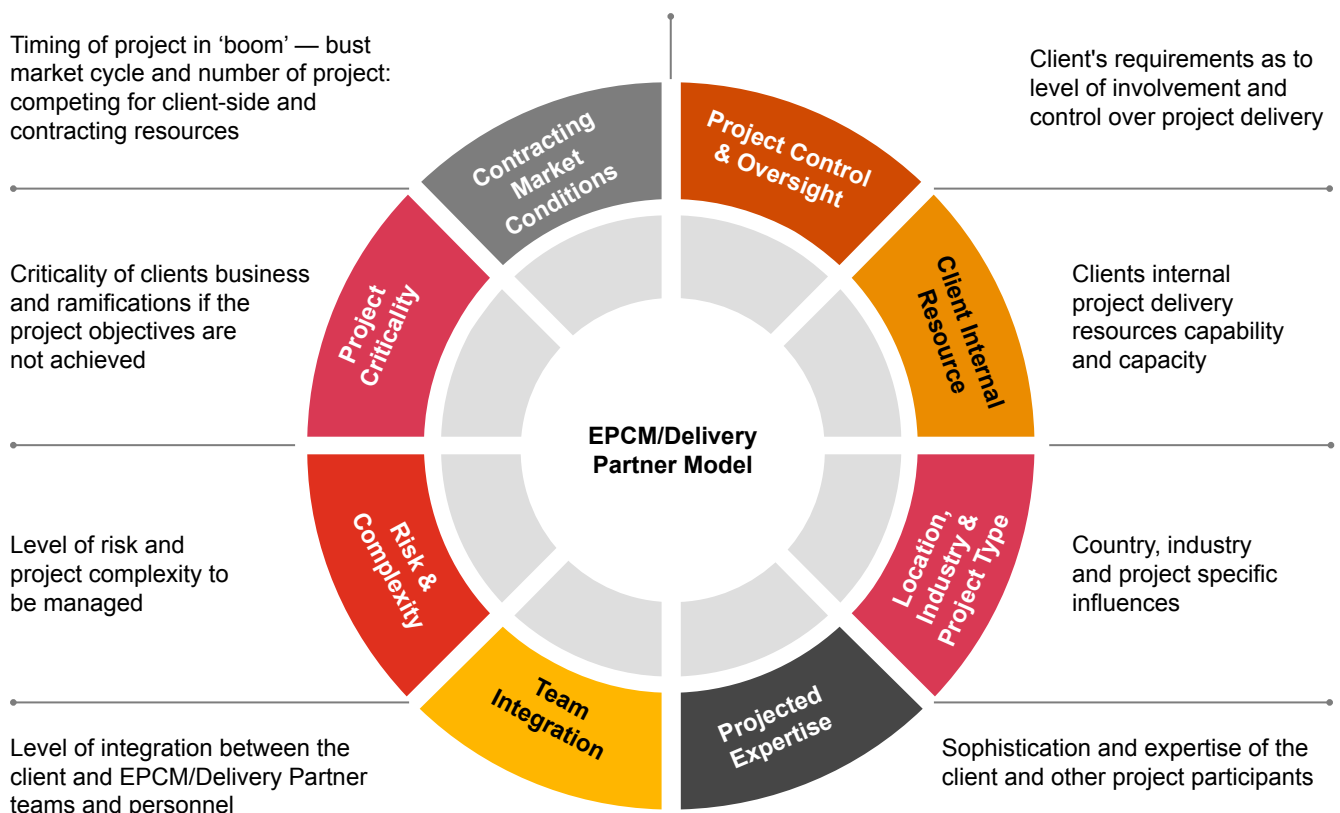 Timing of project in ‘boom’ — bust
market cycle and number of project:
competing for client-side and
contracting resources
Client's requirements as to
level of involvement and
control over project delivery
Contracting
Market
Conditions
Project Control
& Oversight
Criticality of clients business
and ramifications if the
project objectives are
not achieved
Project
Criticality
Client Internal
Resource
Clients internal
project delivery
resources capability
and capacity
EPCM/Delivery
Partner Model
Level of risk and
project complexity to
be managed
Risk &
Complexity
Location,
Industry &
Project Type
Country, industry
and project specific
influences
Team
Integration
Projected
Expertise
Level of integration between the
client and EPCM/Delivery Partner
teams and personnel
Sophistication and expertise of the
client and other project participants